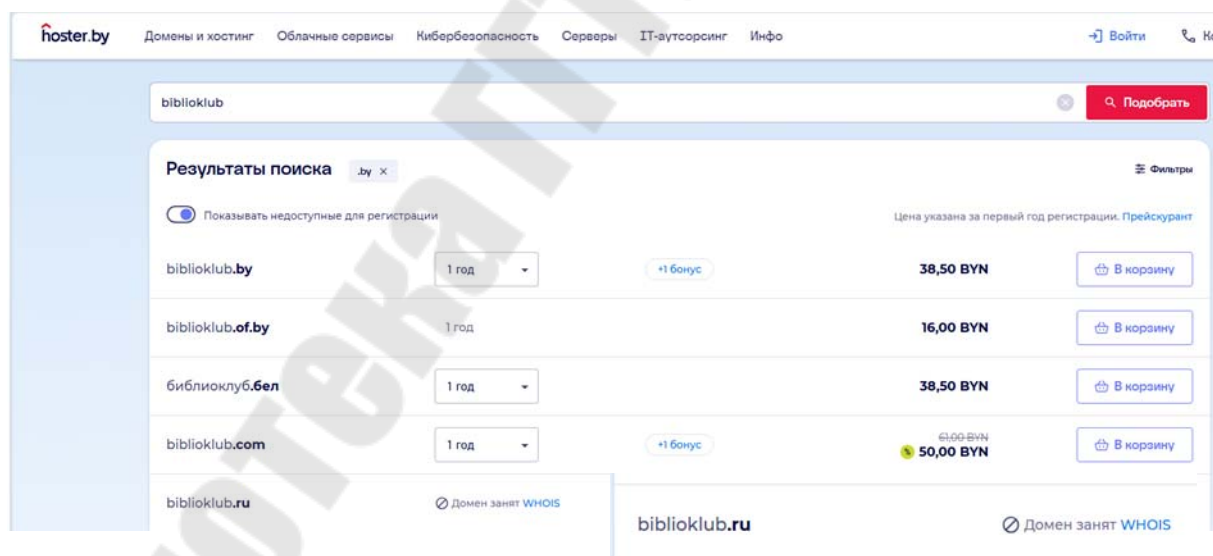 hoster.by Домены и хостинг Облачные сервисы Кибербезопасность Серверы IT-аутсорсинг Инфо Войти
biblioklub Подобрать
Результаты поиска .by × Фильтры
Показывать недоступные для регистрации Цена указана за первый год регистрации. Прейскурант
biblioklub.by 1 год +1 бонус 38,50 BYN В корзину
biblioklub.of.by 1 год 16,00 BYN В корзину
библиоклуб.бел 1 год 38,50 BYN В корзину
61,00 BYN
biblioklub.com 1 год +1 бонус % 50,00 BYN В корзину
biblioklub.ru Домен занят WHOIS
biblioklub.ru Домен занят WHOIS